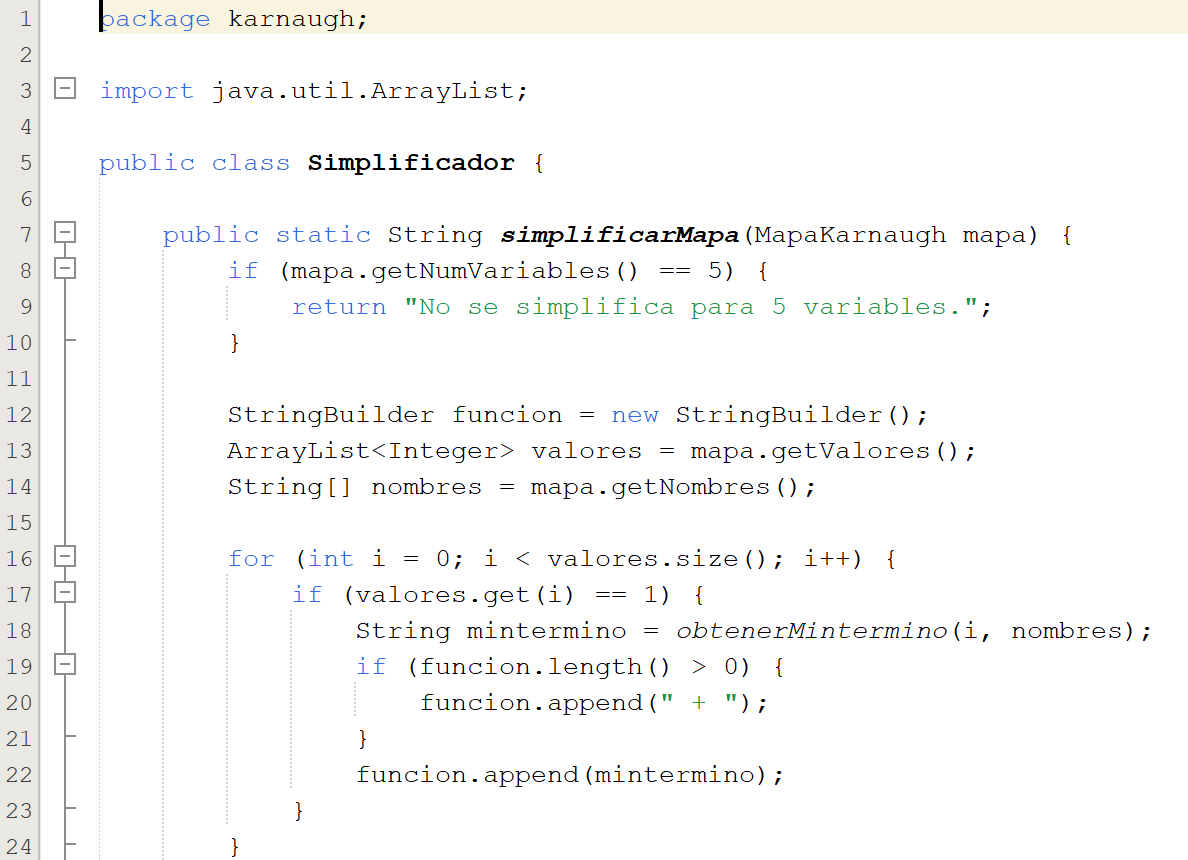 1 package karnaugh;
2
3 import java.util.ArrayList;
4
5 public class Simplificador {
6
7     public static String simplificarMapa(MapaKarnaugh mapa) {
8         if (mapa.getNumVariables() == 5) {
9             return "No se simplifica para 5 variables.";
10         }
11
12         StringBuilder funcion = new StringBuilder();
13         ArrayList<Integer> valores = mapa.getValores();
14         String[] nombres = mapa.getNombres();
15
16         for (int i = 0; i < valores.size(); i++) {
17             if (valores.get(i) == 1) {
18                 String mintermino = obtenerMintermino(i, nombres);
19                 if (funcion.length() > 0) {
20                     funcion.append(" + ");
21                 }
22                 funcion.append(mintermino);
23             }
24         }